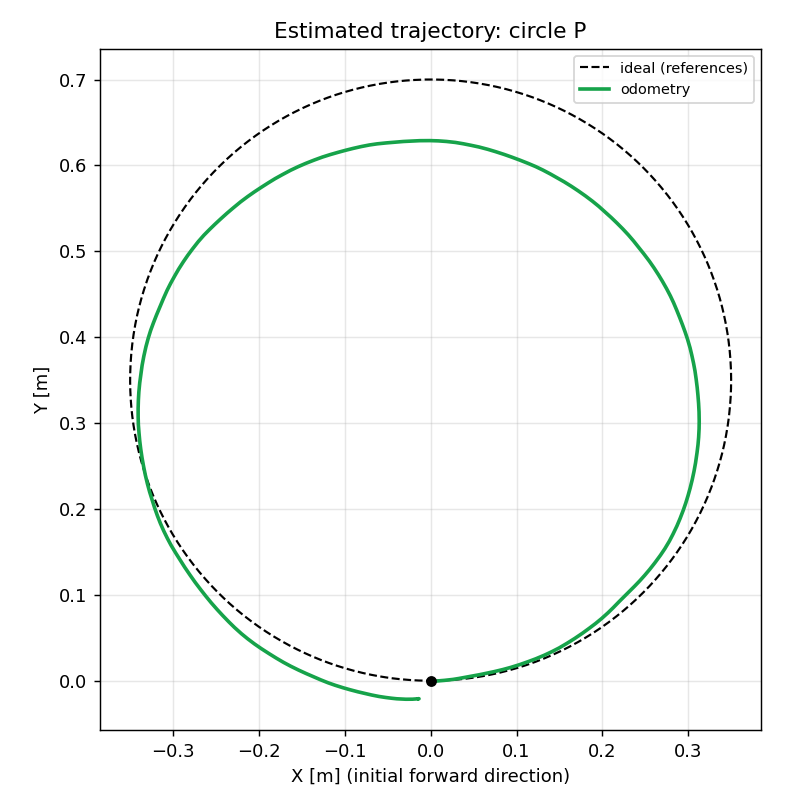 Estimated trajectory: circle P
ideal (references)
odometry
0.7
0.6
0.5
0.4
0.3
0.2
0.1
0.0
Y [m]
−0.3 −0.2 −0.1 0.0 0.1 0.2 0.3
X [m] (initial forward direction)